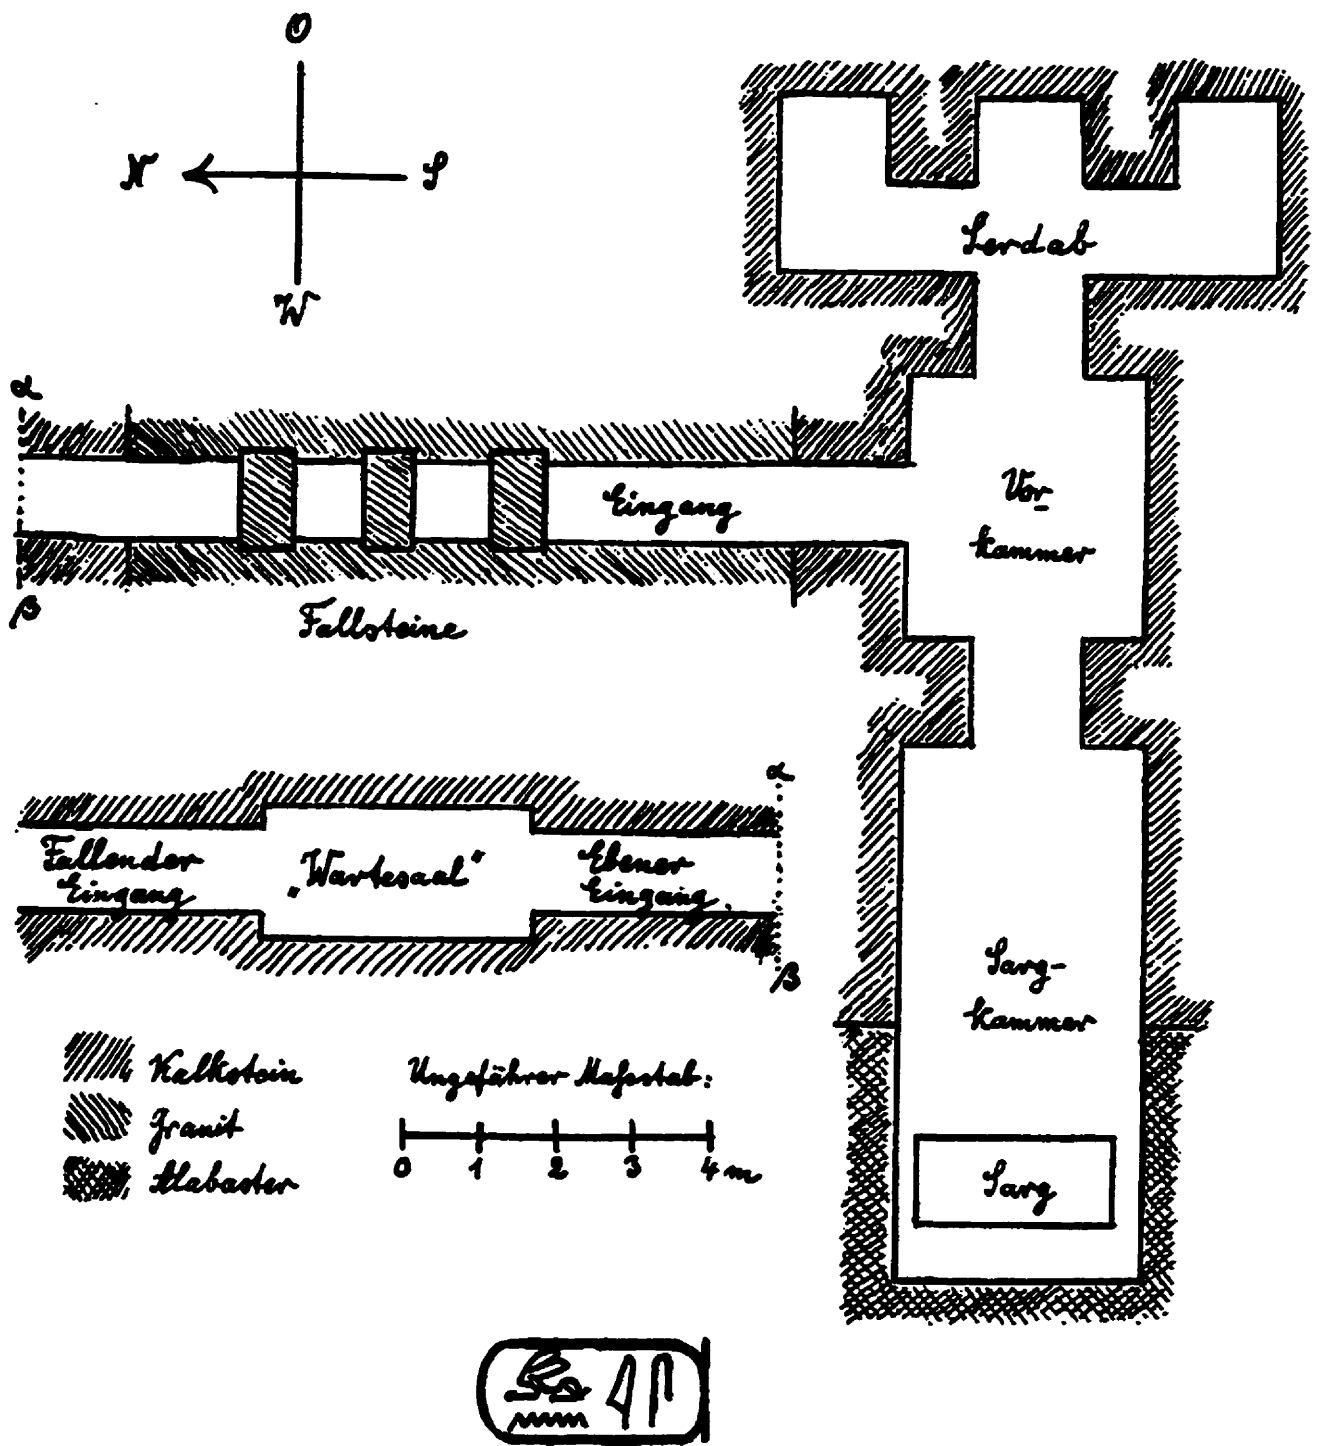 O
N
S
W
Serdab
α
Eingang
Vor-
kammer
β
Fallsteine
α
Fallender
Eingang
„Wartesaal“
Ebener
Eingang.
β
Sarg-
kammer
Kalkstein
Granit
Alabaster
Ungefährer Mafsstab:
0 1 2 3 4 m
Sarg